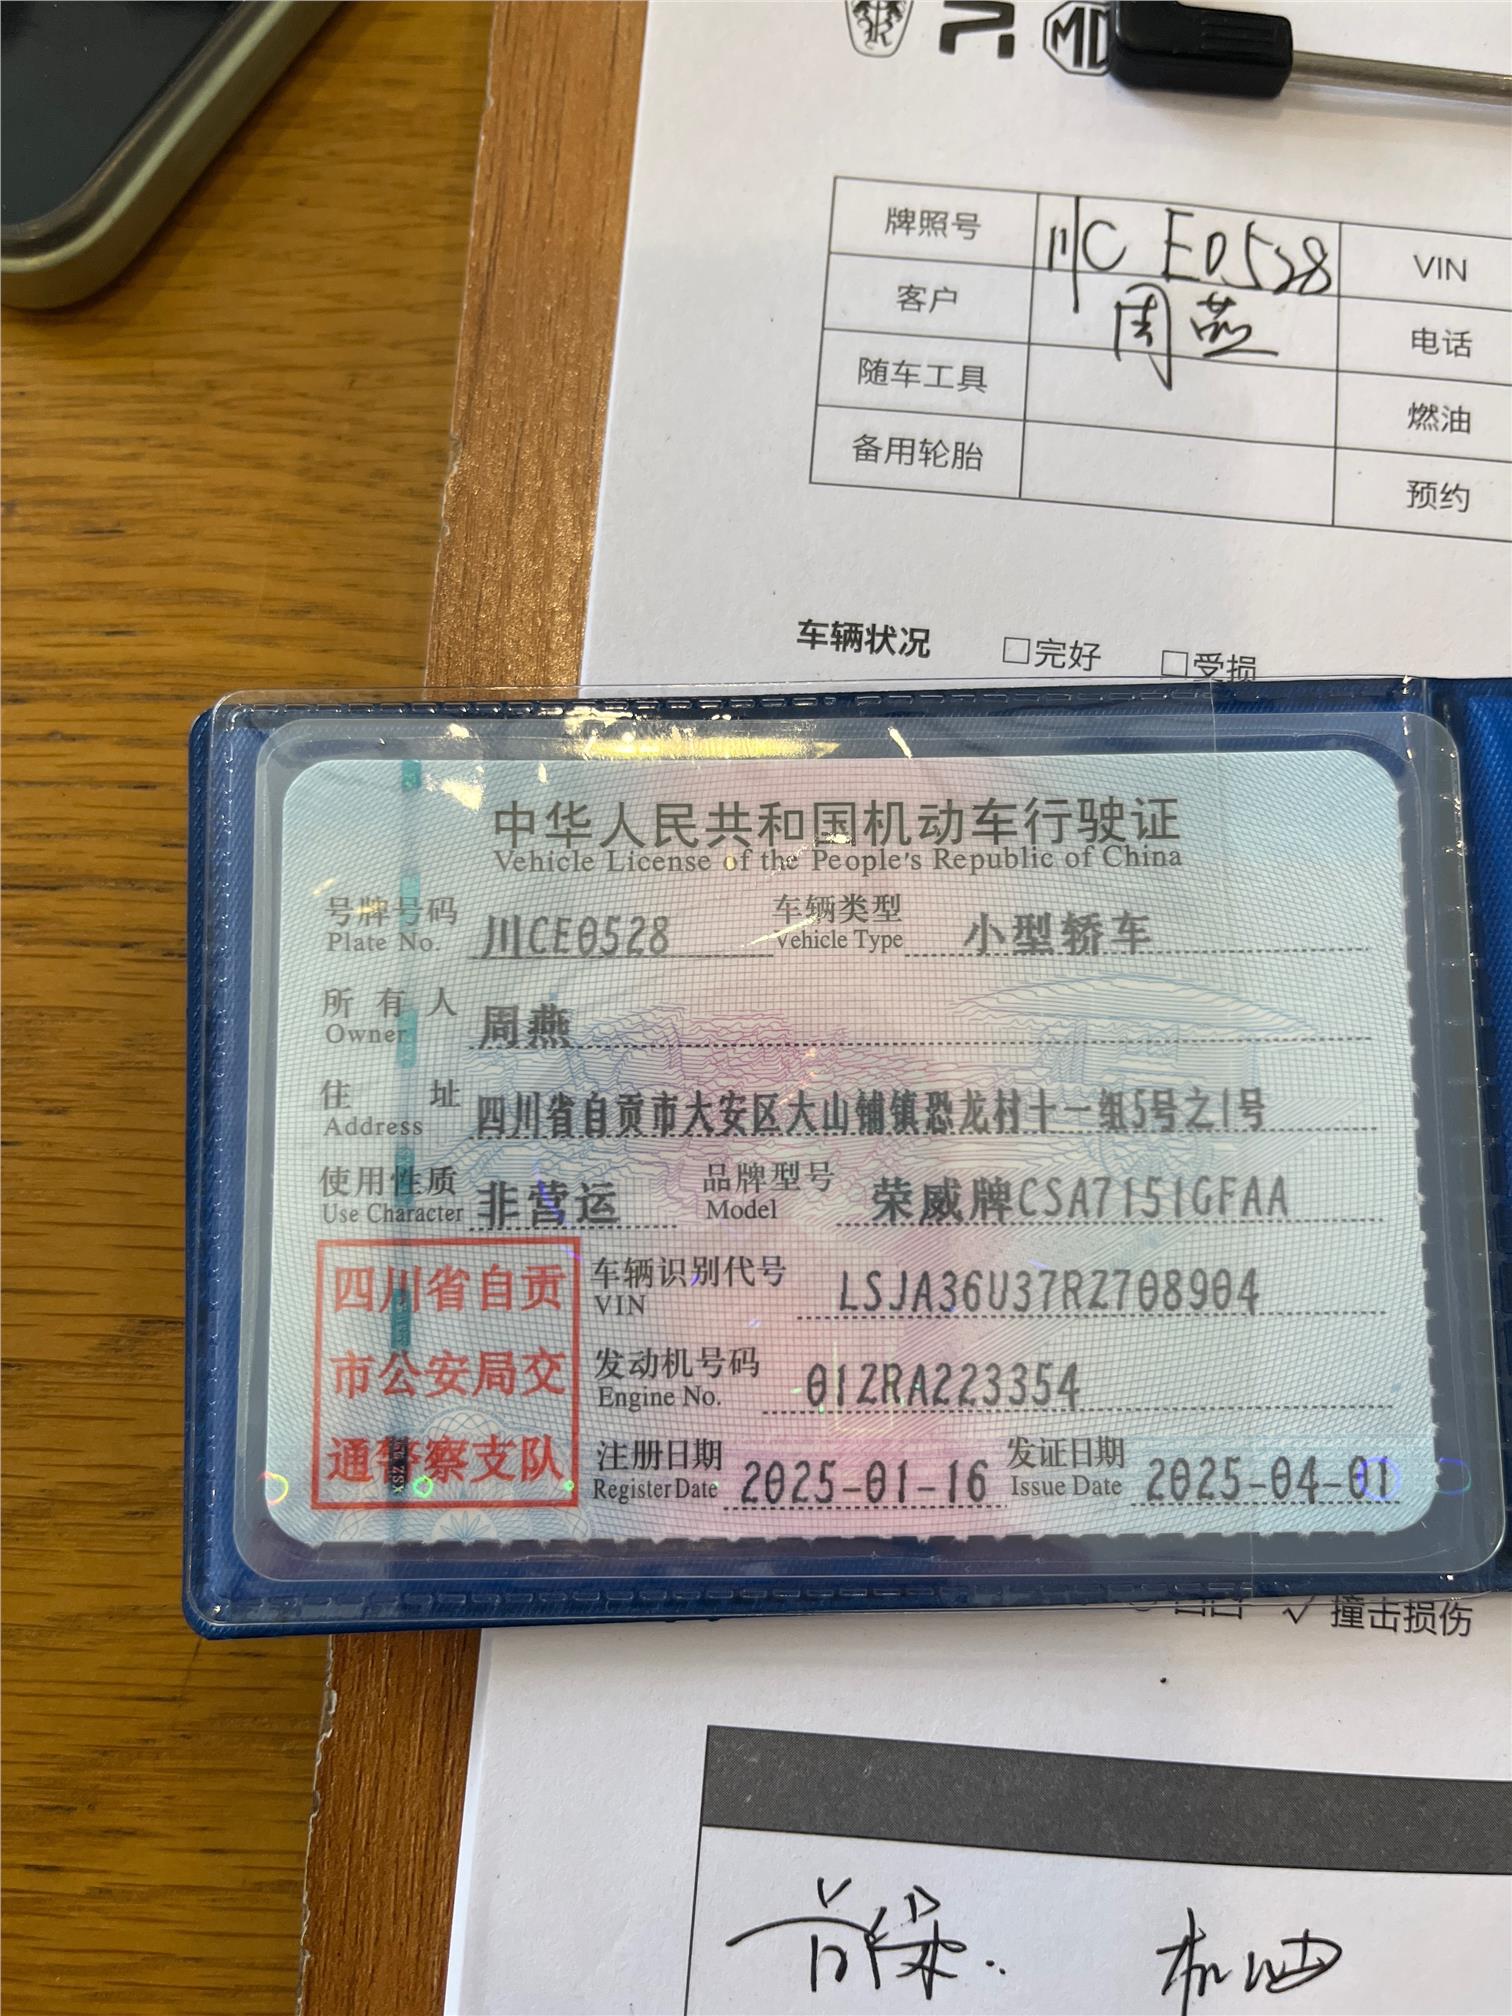 牌照号 川C E0528 VIN
客户 周燕 电话
随车工具 燃油
备用轮胎 预约
车辆状况 □完好 □受损
中华人民共和国机动车行驶证
Vehicle License of the People's Republic of China
号牌号码 川CE0528 车辆类型 小型轿车
Plate No. Vehicle Type
所有人 周燕
Owner
住址 四川省自贡市大安区大山铺镇恐龙村十一组5号之1号
Address
使用性质 非营运 品牌型号 荣威牌CSA7151GFAA
Use Character Model
四川省自贡
市公安局交
通警察支队
车辆识别代号 LSJA36U37RZ708904
VIN
发动机号码 01ZRA223354
Engine No.
注册日期 2025-01-16 发证日期 2025-04-01
Register Date Issue Date
√ 撞击损伤
首保 机油